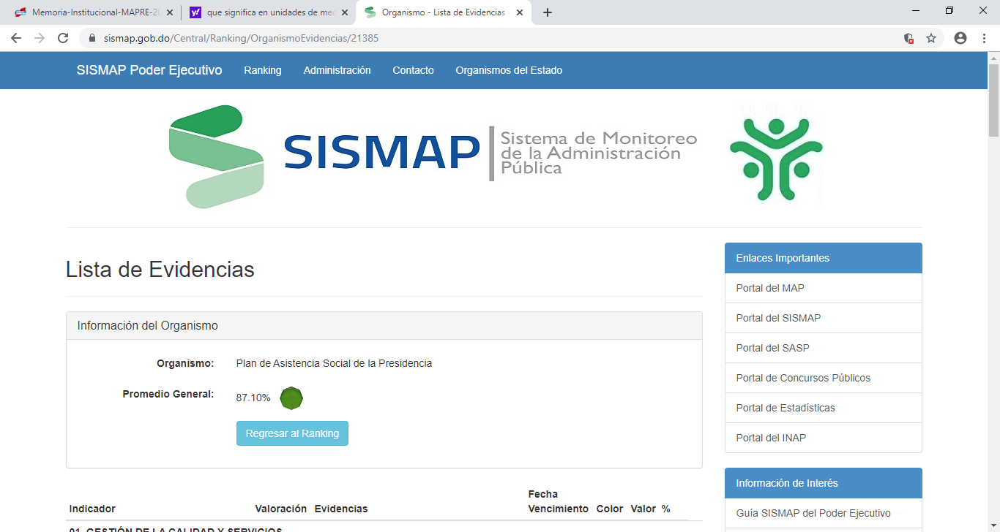 Memoria-Institucional-MAPRE-20
que significa en unidades de med
Organismo - Lista de Evidencias
sismap.gob.do/Central/Ranking/OrganismoEvidencias/21385
SISMAP Poder Ejecutivo Ranking Administración Contacto Organismos del Estado
SISMAP
Sistema de Monitoreo
de la Administración
Pública
Lista de Evidencias
Información del Organismo
Organismo: Plan de Asistencia Social de la Presidencia
Promedio General: 87.10%
Regresar al Ranking
Indicador Valoración Evidencias Fecha Vencimiento Color Valor %
01. GESTIÓN DE LA CALIDAD Y SERVICIOS
Enlaces Importantes
Portal del MAP
Portal del SISMAP
Portal del SASP
Portal de Concursos Públicos
Portal de Estadísticas
Portal del INAP
Información de Interés
Guía SISMAP del Poder Ejecutivo